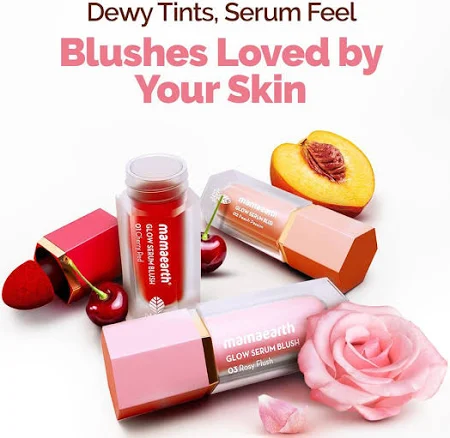 Dewy Tints, Serum Feel
Blushes Loved by
Your Skin
mamaearth
GLOW SERUM BLUSH
01 Cherry Red
mamaearth
GLOW SERUM BLUSH
mamaearth
GLOW SERUM BLUSH
03 Rosy Flush